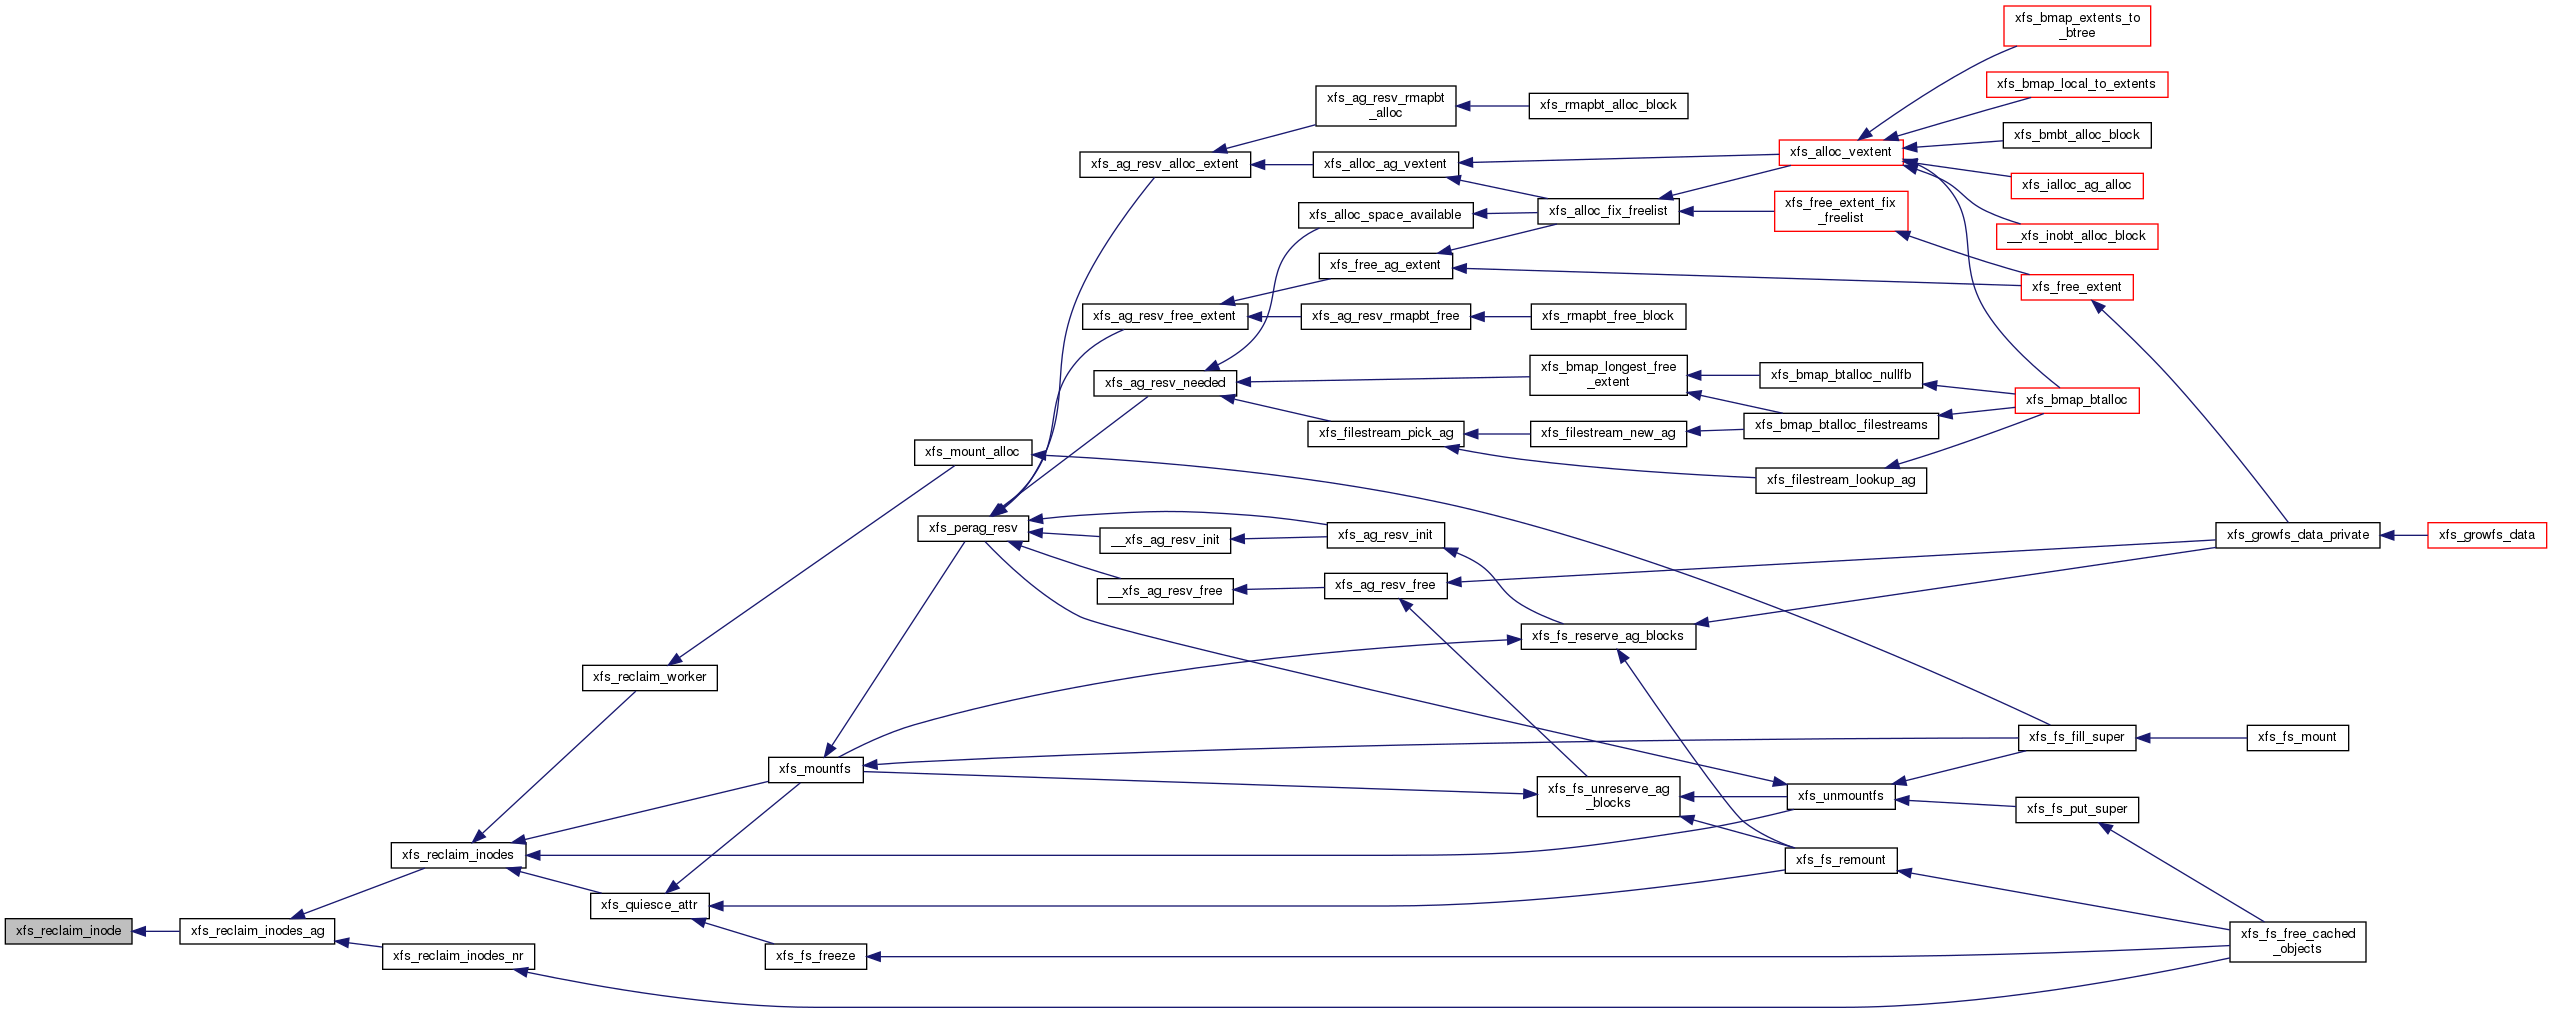 xfs_bmap_extents_to
_btree
xfs_bmap_local_to_extents
xfs_ag_resv_rmapbt
_alloc
xfs_rmapbt_alloc_block
xfs_bmbt_alloc_block
xfs_alloc_vextent
xfs_ag_resv_alloc_extent
xfs_alloc_ag_vextent
xfs_ialloc_ag_alloc
xfs_alloc_space_available
xfs_alloc_fix_freelist
xfs_free_extent_fix
_freelist
__xfs_inobt_alloc_block
xfs_free_ag_extent
xfs_free_extent
xfs_ag_resv_free_extent
xfs_ag_resv_rmapbt_free
xfs_rmapbt_free_block
xfs_ag_resv_needed
xfs_bmap_longest_free
_extent
xfs_bmap_btalloc_nullfb
xfs_bmap_btalloc
xfs_filestream_pick_ag
xfs_filestream_new_ag
xfs_bmap_btalloc_filestreams
xfs_mount_alloc
xfs_filestream_lookup_ag
xfs_perag_resv
__xfs_ag_resv_init
xfs_ag_resv_init
xfs_growfs_data_private
xfs_growfs_data
__xfs_ag_resv_free
xfs_ag_resv_free
xfs_fs_reserve_ag_blocks
xfs_reclaim_worker
xfs_fs_fill_super
xfs_fs_mount
xfs_mountfs
xfs_fs_unreserve_ag
_blocks
xfs_unmountfs
xfs_fs_put_super
xfs_reclaim_inodes
xfs_fs_remount
xfs_quiesce_attr
xfs_reclaim_inode
xfs_reclaim_inodes_ag
xfs_fs_free_cached
_objects
xfs_reclaim_inodes_nr
xfs_fs_freeze